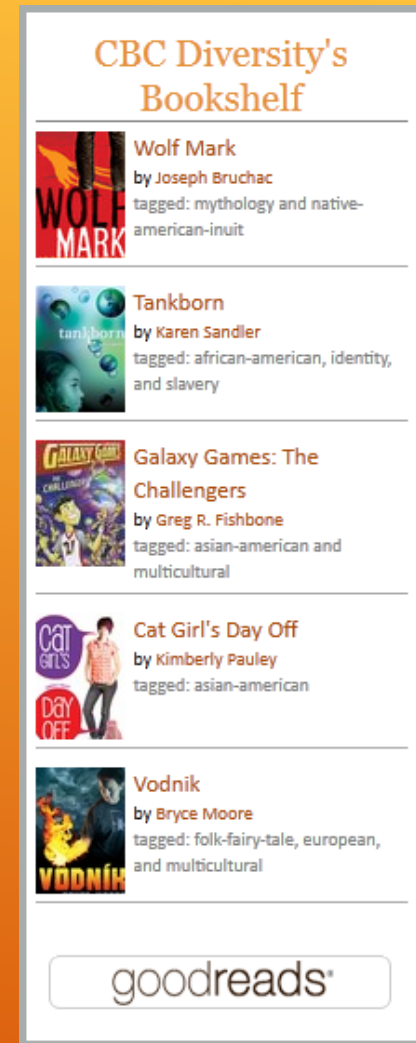 CBC Diversity's
Bookshelf
WOLF
MARK
Wolf Mark
by Joseph Bruchac
tagged: mythology and native-
american-inuit
tankborn
Tankborn
by Karen Sandler
tagged: african-american, identity,
and slavery
GALAXY GAMES
THE
CHALLENGERS
Galaxy Games: The
Challengers
by Greg R. Fishbone
tagged: asian-american and
multicultural
CAT
GIRL'S
DAY
OFF
Cat Girl's Day Off
by Kimberly Pauley
tagged: asian-american
VODNÍK
Vodnik
by Bryce Moore
tagged: folk-fairy-tale, european,
and multicultural
goodreads®